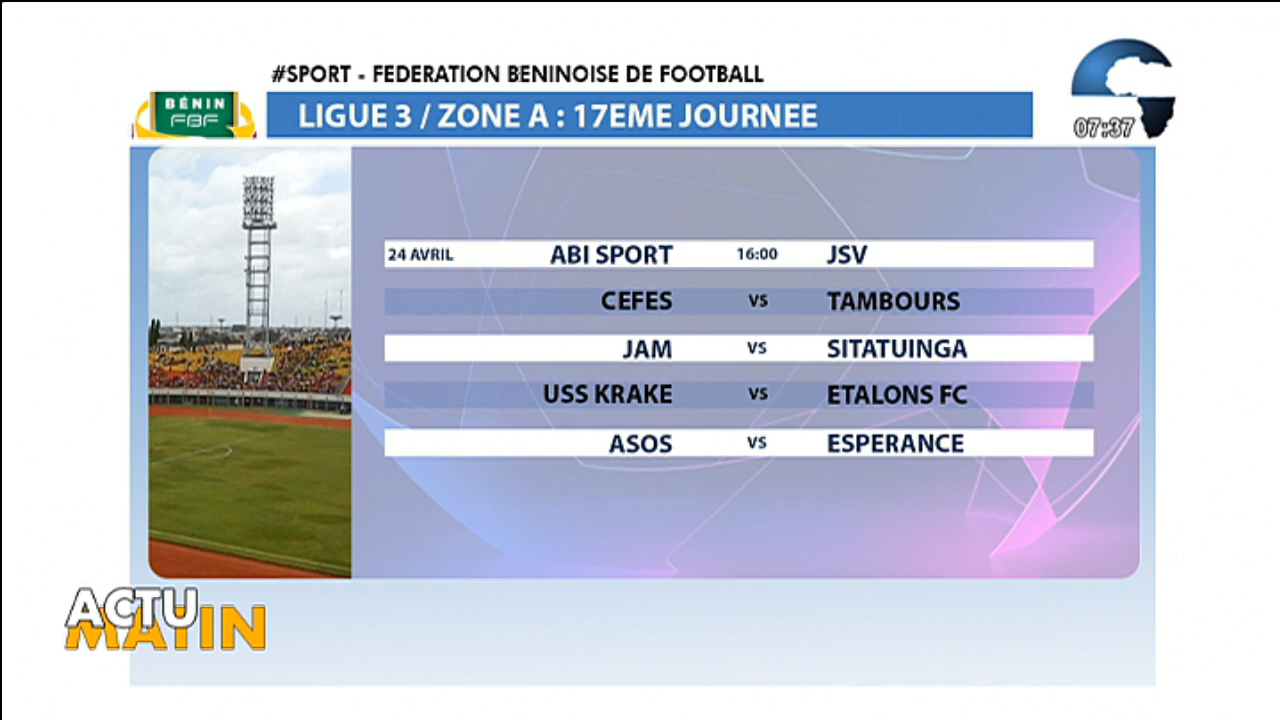 #SPORT - FEDERATION BENINOISE DE FOOTBALL
BÉNIN
FBF
LIGUE 3 / ZONE A : 17EME JOURNEE
07:37
24 AVRIL ABI SPORT 16:00 JSV
CEFES VS TAMBOURS
JAM VS SITATUINGA
USS KRAKE VS ETALONS FC
ASOS VS ESPERANCE
ACTU
MATIN